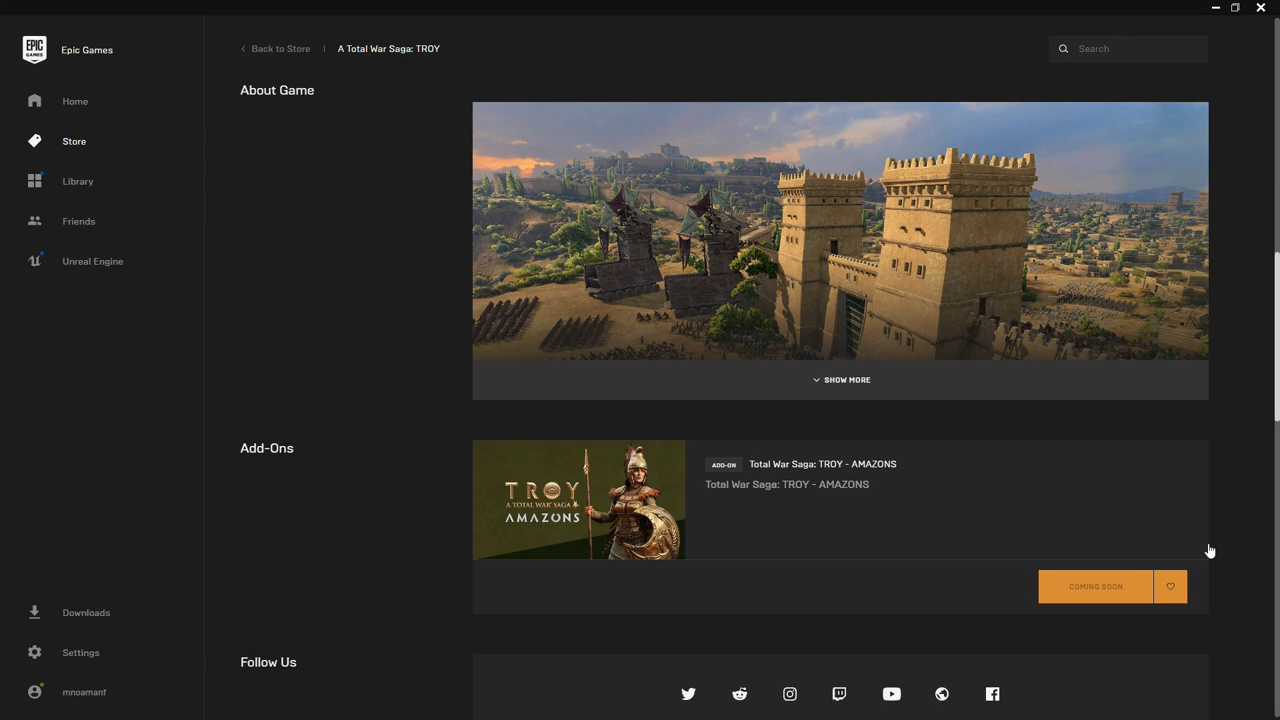 EPIC
GAMES
Epic Games
Home
Store
Library
Friends
Unreal Engine
Downloads
Settings
mnoamanf
Back to Store | A Total War Saga: TROY
Search
About Game
SHOW MORE
Add-Ons
TROY
A TOTAL WAR SAGA
AMAZONS
ADD-ON Total War Saga: TROY - AMAZONS
Total War Saga: TROY - AMAZONS
COMING SOON
Follow Us